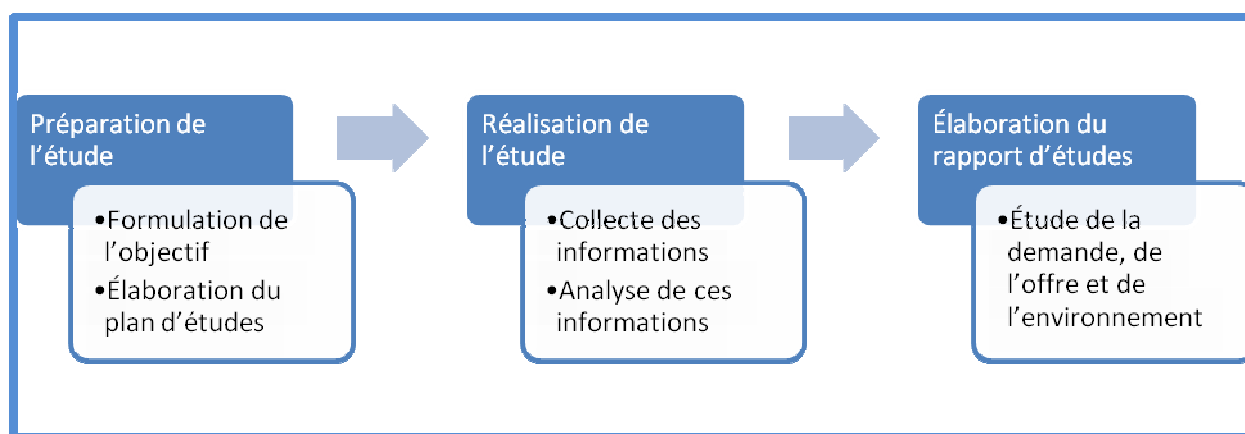 Préparation de
l'étude
•Formulation de
l'objectif
•Élaboration du
plan d'études
Réalisation de
l'étude
•Collecte des
informations
•Analyse de ces
informations
Élaboration du
rapport d'études
•Étude de la
demande, de
l'offre et de
l'environnement